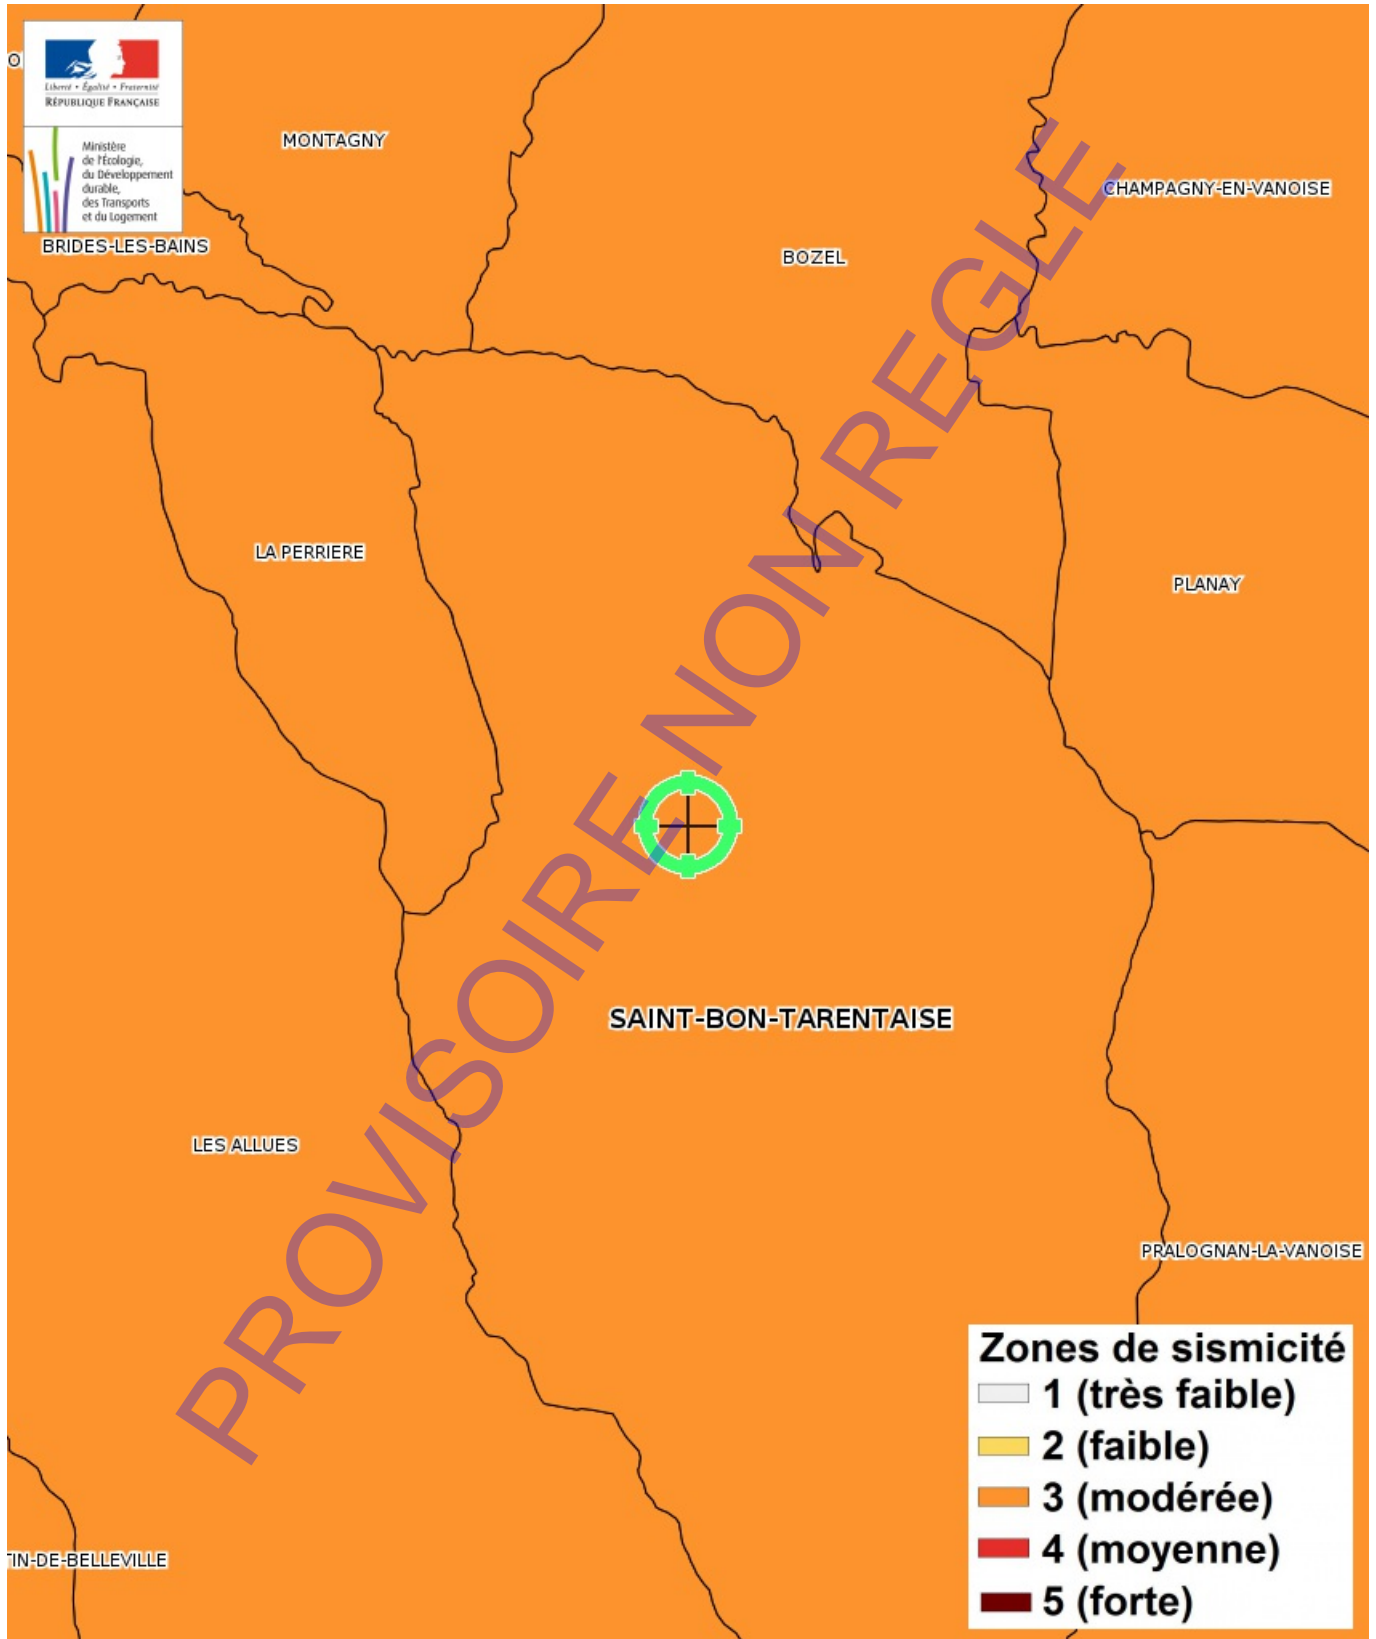 Liberté • Égalité • Fraternité
RÉPUBLIQUE FRANÇAISE
Ministère
de l'Écologie,
du Développement
durable,
des Transports
et du Logement
MONTAGNY
CHAMPAGNY-EN-VANOISE
BRIDES-LES-BAINS
BOZEL
LA PERRIERE
PLANAY
PROVISOIRE NON REGLE
SAINT-BON-TARENTAISE
LES ALLUES
PRALOGNAN-LA-VANOISE
TIN-DE-BELLEVILLE
Zones de sismicité
1 (très faible)
2 (faible)
3 (modérée)
4 (moyenne)
5 (forte)